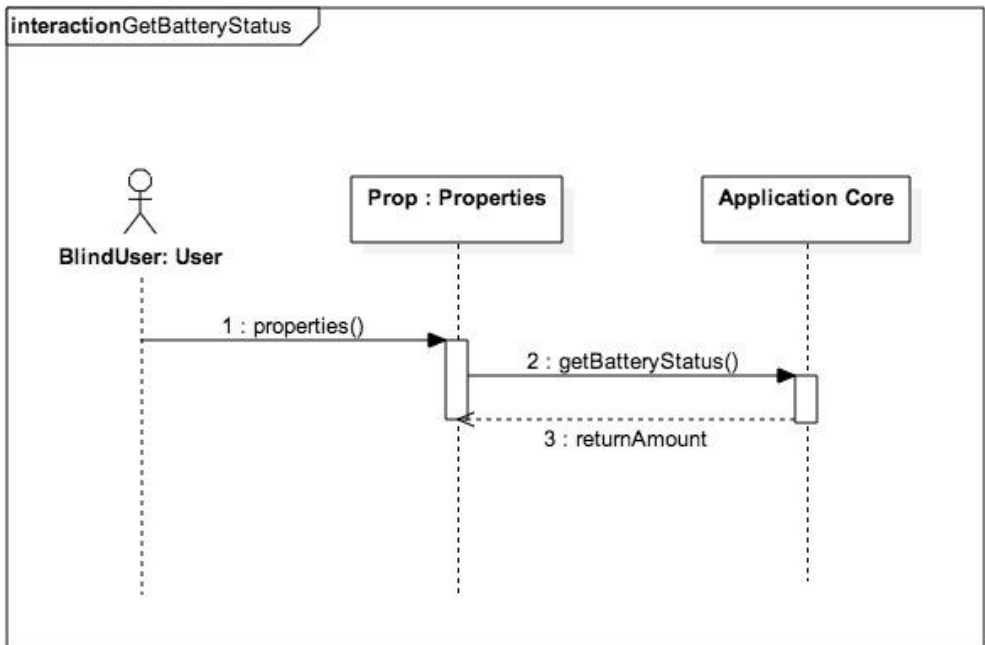 interactionGetBatteryStatus
Prop : Properties
Application Core
BlindUser: User
1 : properties()
2 : getBatteryStatus()
3 : returnAmount